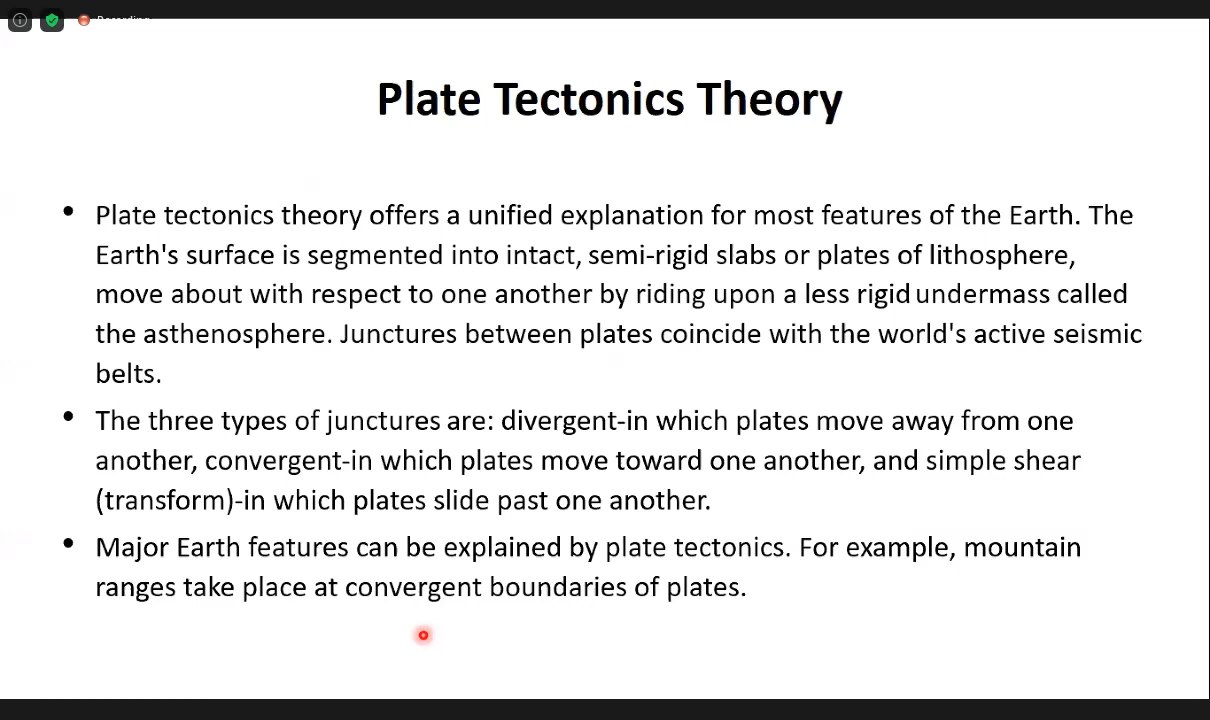 Recording
Plate Tectonics Theory
• Plate tectonics theory offers a unified explanation for most features of the Earth. The
Earth's surface is segmented into intact, semi-rigid slabs or plates of lithosphere,
move about with respect to one another by riding upon a less rigid undermass called
the asthenosphere. Junctures between plates coincide with the world's active seismic
belts.
• The three types of junctures are: divergent-in which plates move away from one
another, convergent-in which plates move toward one another, and simple shear
(transform)-in which plates slide past one another.
• Major Earth features can be explained by plate tectonics. For example, mountain
ranges take place at convergent boundaries of plates.